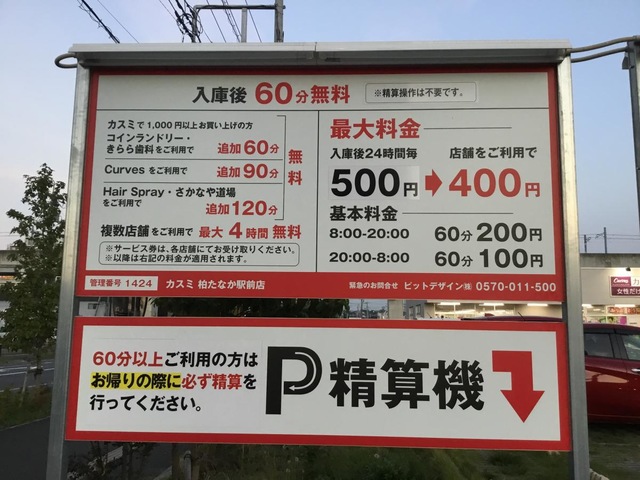 入庫後 60分無料 ※精算操作は不要です。
カスミで1,000円以上お買い上げの方
コインランドリー・
きらら歯科をご利用で 追加60分
Curves をご利用で 追加90分
Hair Spray・さかなや道場
をご利用で 追加120分
無料
複数店舗をご利用で 最大4時間無料
※サービス券は、各店舗にてお受け取りください。
※以降は右記の料金が適用されます。
最大料金
入庫後24時間毎 店舗をご利用で
500円 400円
基本料金
8:00-20:00 60分200円
20:00-8:00 60分100円
管理番号 1424 カスミ 柏たなか駅前店 緊急のお問合せ ピットデザイン㈱ 0570-011-500
60分以上ご利用の方は
お帰りの際に必ず精算を
行ってください。
P精算機